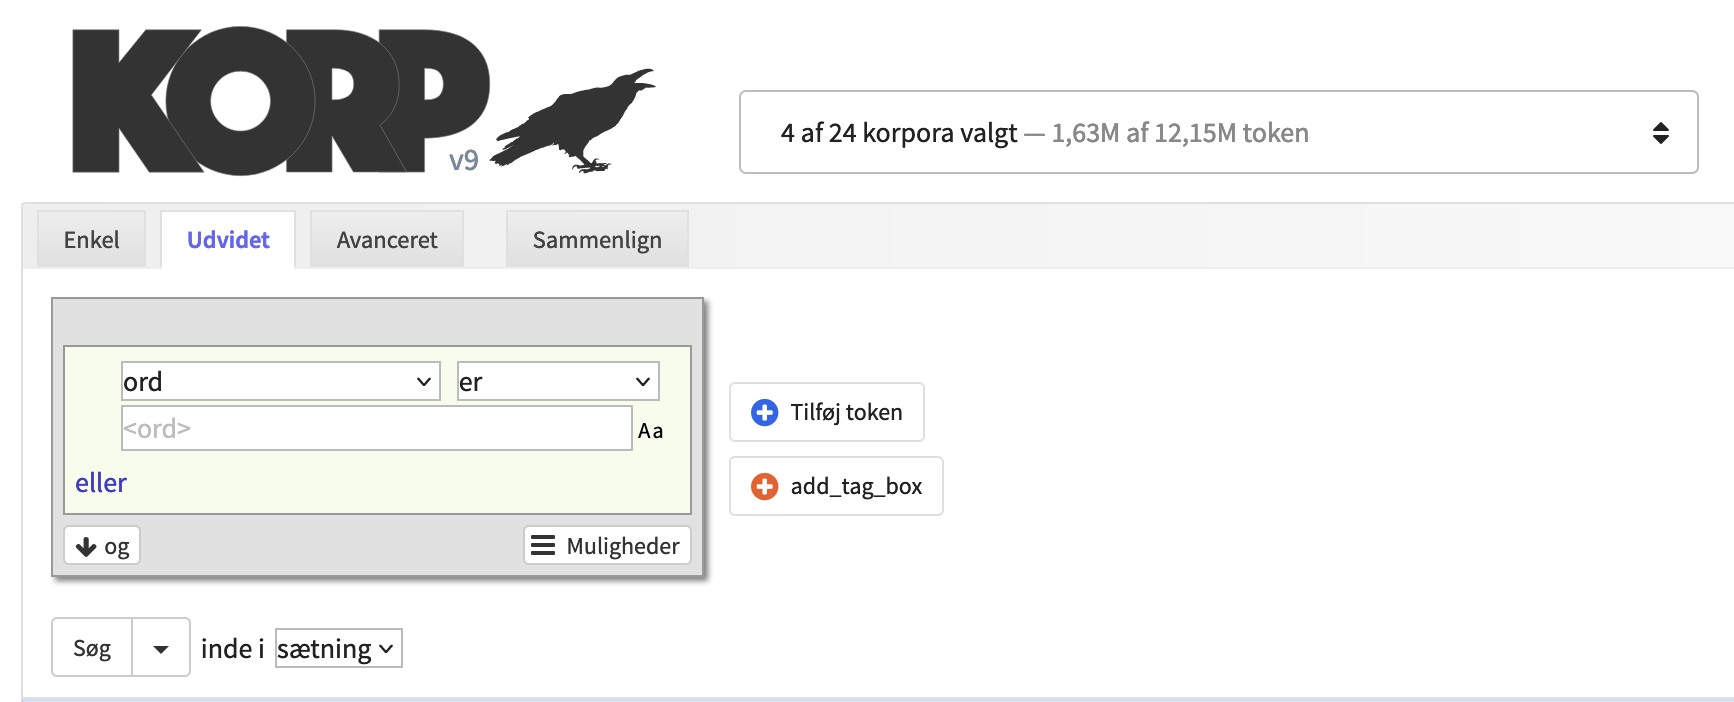 KORP v9
4 af 24 korpora valgt — 1,63M af 12,15M token
Enkel Udvidet Avanceret Sammenlign
ord er
<ord> Aa
eller
og Muligheder
Tilføj token
add_tag_box
Søg inde i sætning